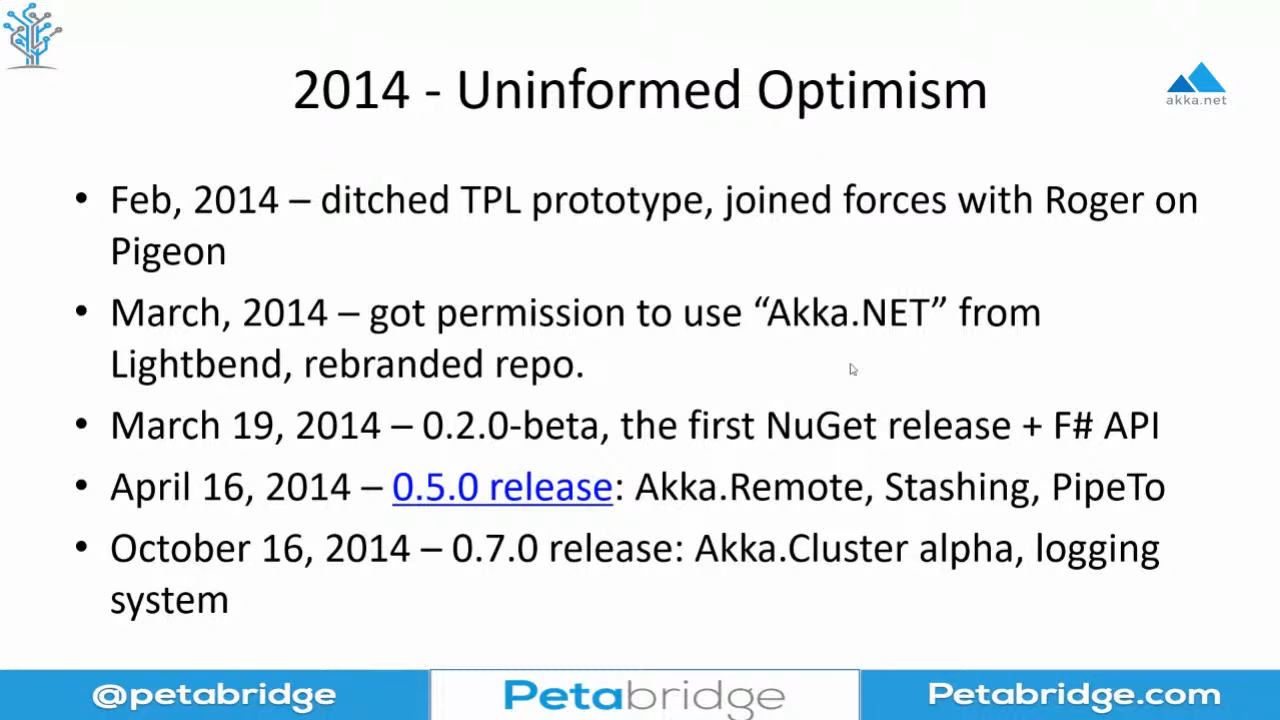 2014 - Uninformed Optimism
akka.net
• Feb, 2014 – ditched TPL prototype, joined forces with Roger on
Pigeon
• March, 2014 – got permission to use “Akka.NET” from
Lightbend, rebranded repo.
• March 19, 2014 – 0.2.0-beta, the first NuGet release + F# API
• April 16, 2014 – 0.5.0 release: Akka.Remote, Stashing, PipeTo
• October 16, 2014 – 0.7.0 release: Akka.Cluster alpha, logging
system
@petabridge
Petabridge
Petabridge.com